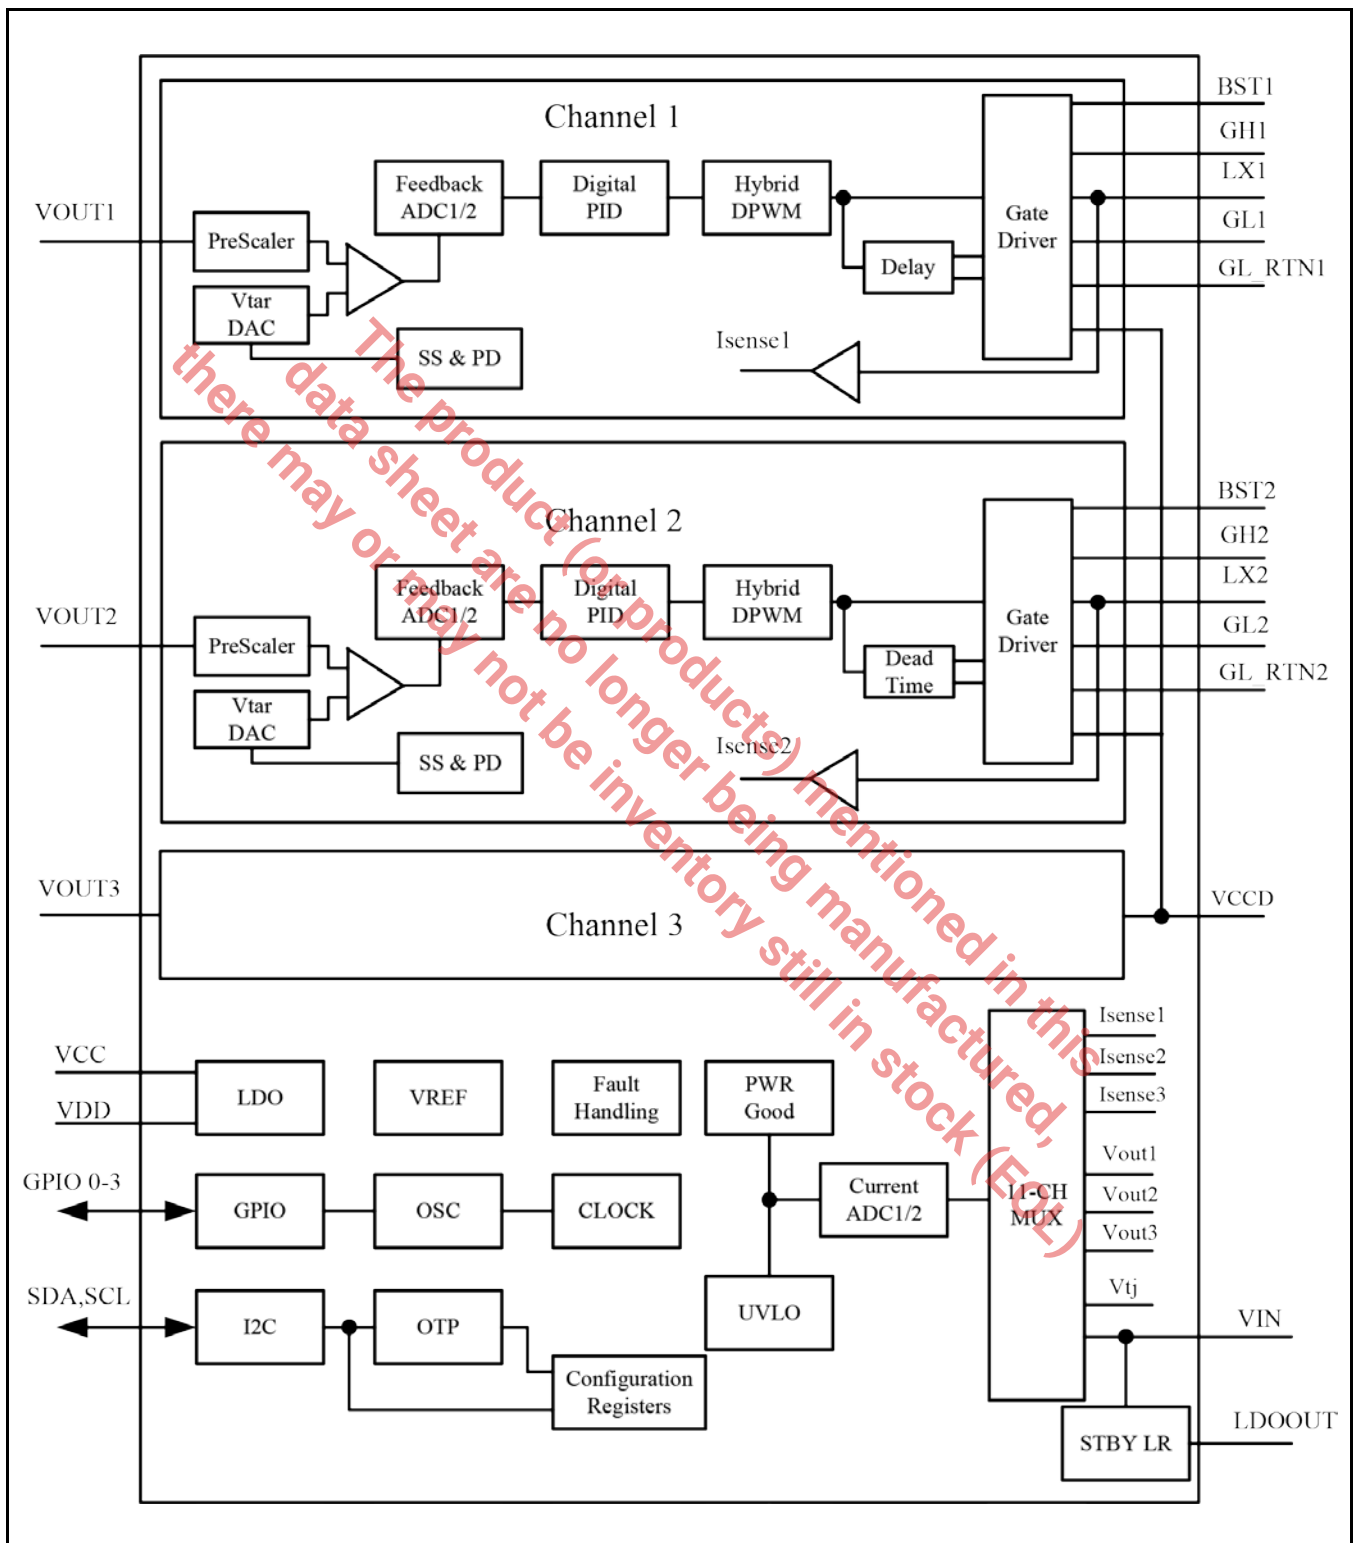 Channel 1
BST1
GH1
LX1
GL1
GL_RTN1
VOUT1
PreScaler
Feedback
ADC1/2
Digital
PID
Hybrid
DPWM
Gate
Driver
Delay
Vtar
DAC
SS & PD
Isense1
Channel 2
BST2
GH2
LX2
GL2
GL_RTN2
VOUT2
PreScaler
Feedback
ADC1/2
Digital
PID
Hybrid
DPWM
Gate
Driver
Dead
Time
Vtar
DAC
SS & PD
Isense2
VOUT3
Channel 3
VCCD
VCC
VDD
LDO
VREF
Fault
Handling
PWR
Good
Isense1
Isense2
Isense3
Vout1
Vout2
Vout3
Vtj
11-CH
MUX
GPIO 0-3
GPIO
OSC
CLOCK
Current
ADC1/2
SDA,SCL
I2C
OTP
UVLO
Configuration
Registers
VIN
STBY LR
LDOOUT
The product (or products) mentioned in this
data sheet are no longer being manufactured,
there may or may not be inventory still in stock (EOL)